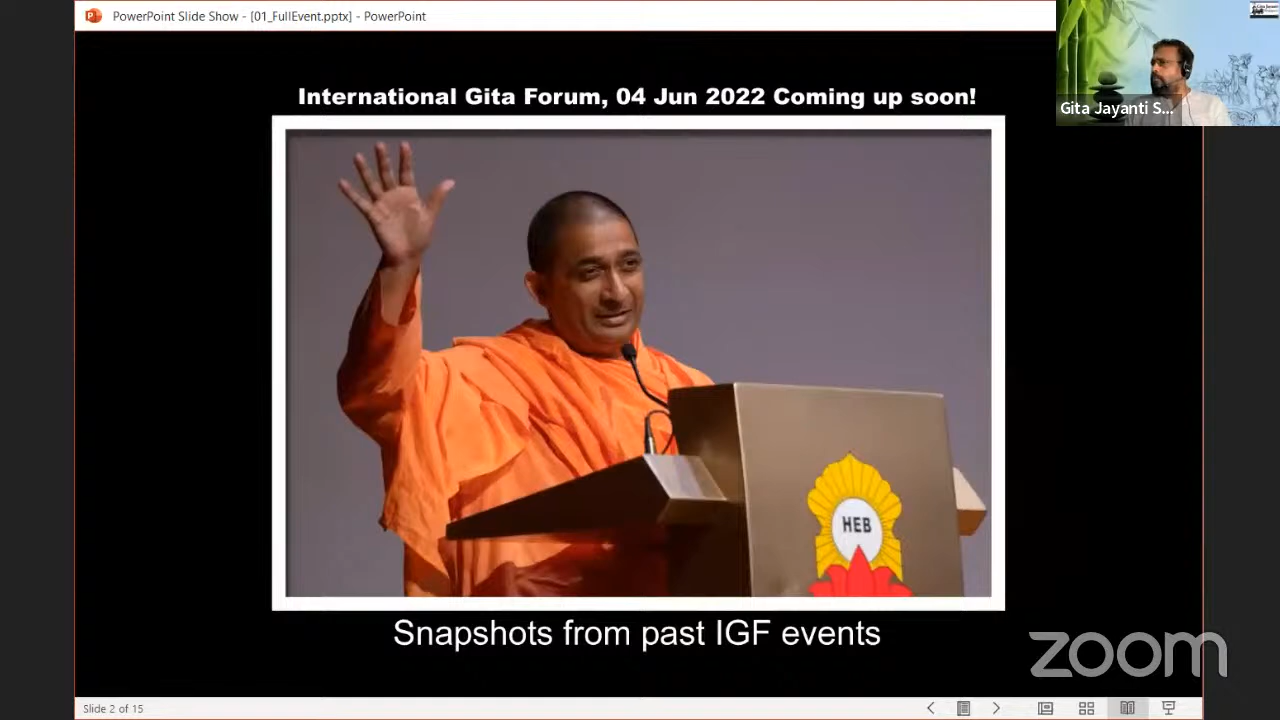 PowerPoint Slide Show - [01_FullEvent.pptx] - PowerPoint
Gita Jayanti S...
International Gita Forum, 04 Jun 2022 Coming up soon!
HEB
Snapshots from past IGF events
zoom
Slide 2 of 15